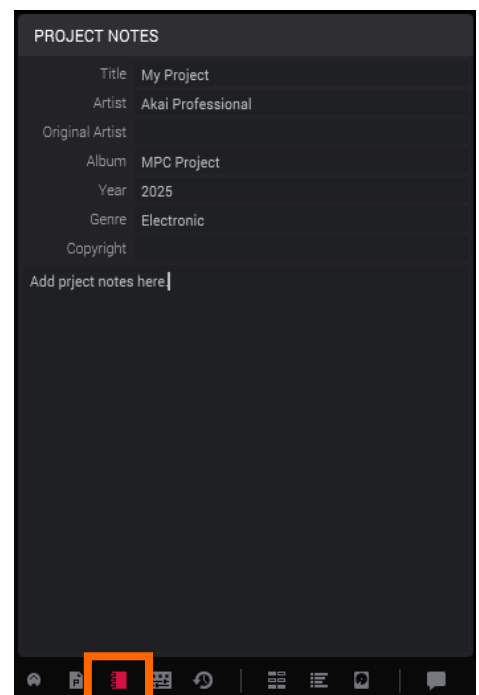 PROJECT NOTES
Title My Project
Artist Akai Professional
Original Artist
Album MPC Project
Year 2025
Genre Electronic
Copyright
Add prject notes here.
P